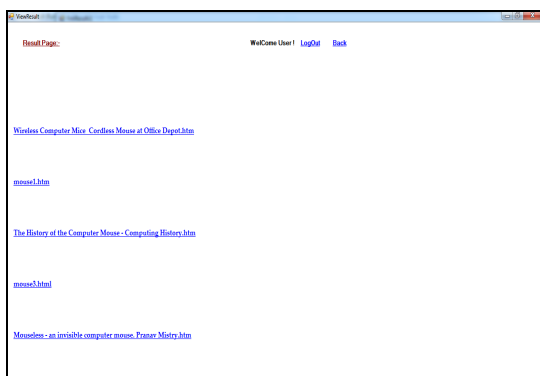 ViewResult
Result Page:-
WelCome User ! LogOut Back
Wireless Computer Mice Cordless Mouse at Office Depot.htm
mouse1.htm
The History of the Computer Mouse - Computing History.htm
mouse3.html
Mouseless - an invisible computer mouse. Pranav Mistry.htm